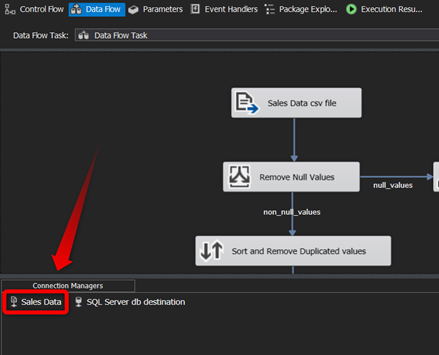 Control Flow Data Flow Parameters Event Handlers Package Explo... Execution Resu...
Data Flow Task: Data Flow Task
Sales Data csv file
Remove Null Values
null_values
non_null_values
Sort and Remove Duplicated values
Connection Managers
Sales Data SQL Server db destination